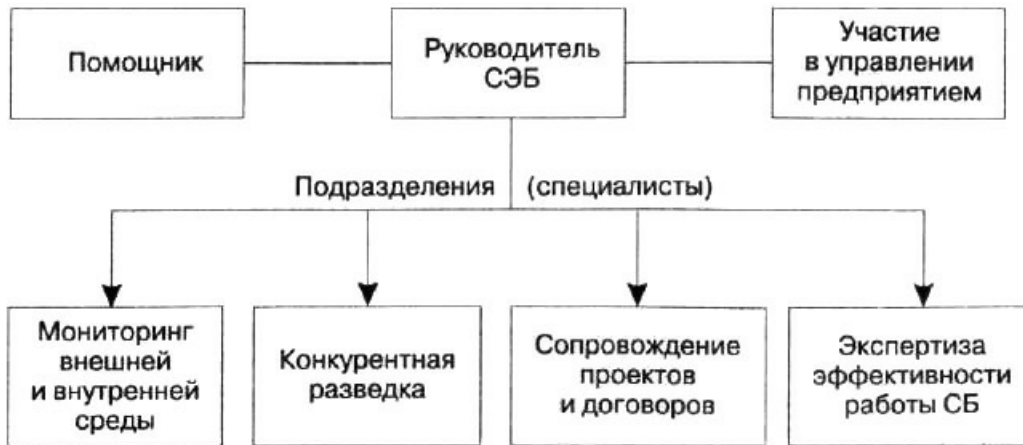 Помощник
Руководитель
СЭБ
Участие
в управлении
предприятием
Подразделения (специалисты)
Мониторинг
внешней
и внутренней
среды
Конкурентная
разведка
Сопровождение
проектов
и договоров
Экспертиза
эффективности
работы СБ